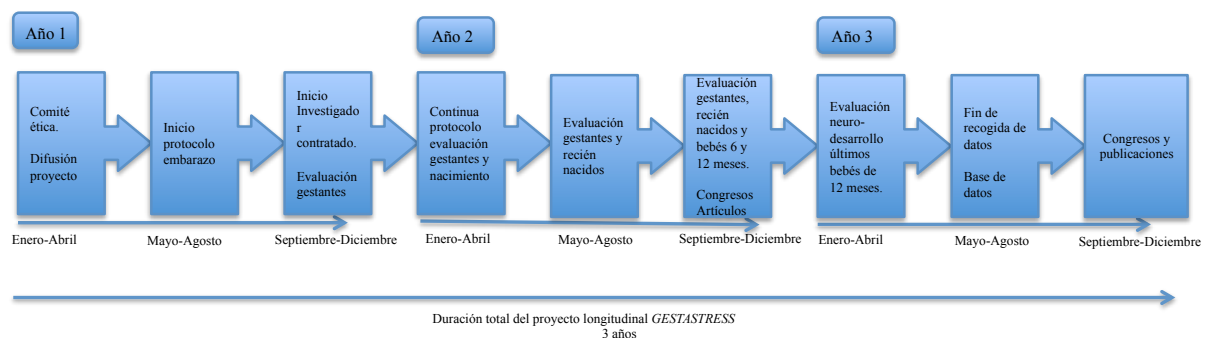 Año 1
Año 2
Año 3
Comité
ética.
Difusión
proyecto
Inicio
protocolo
embarazo
Inicio
Investigado
r
contratado.
Evaluación
gestantes
Continua
protocolo
evaluación
gestantes y
nacimiento
Evaluación
gestantes y
recién
nacidos
Evaluación
gestantes,
recién
nacidos y
bebés 6 y
12 meses.
Congresos
Artículos
Evaluación
neuro-
desarrollo
últimos
bebés de
12 meses.
Fin de
recogida de
datos
Base de
datos
Congresos y
publicaciones
Enero-Abril
Mayo-Agosto
Septiembre-Diciembre
Enero-Abril
Mayo-Agosto
Septiembre-Diciembre
Enero-Abril
Mayo-Agosto
Septiembre-Diciembre
Duración total del proyecto longitudinal GESTASTRESS
3 años